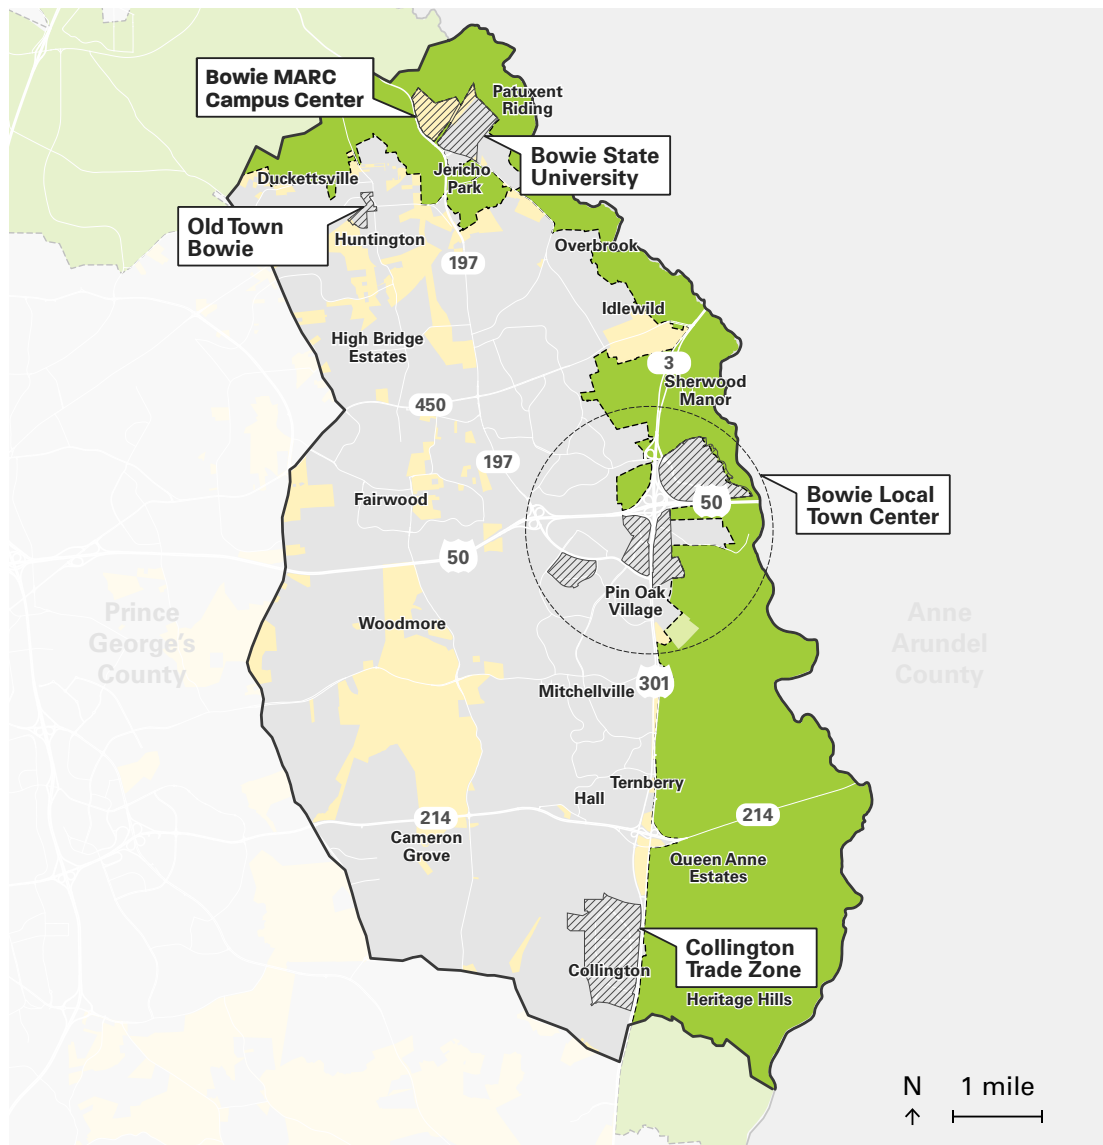 Bowie MARC
Campus Center
Patuxent
Riding
Bowie State
University
Duckettsville
Jericho
Park
Old Town
Bowie
Huntington
197
Overbrook
Idlewild
High Bridge
Estates
3
Sherwood
Manor
450
197
Fairwood
50
Bowie Local
Town Center
50
Pin Oak
Village
Prince
George's
County
Woodmore
Anne
Arundel
County
Mitchellville
301
Ternberry
Hall
214
214
Cameron
Grove
Queen Anne
Estates
Collington
Trade Zone
Collington
Heritage Hills
N
1 mile